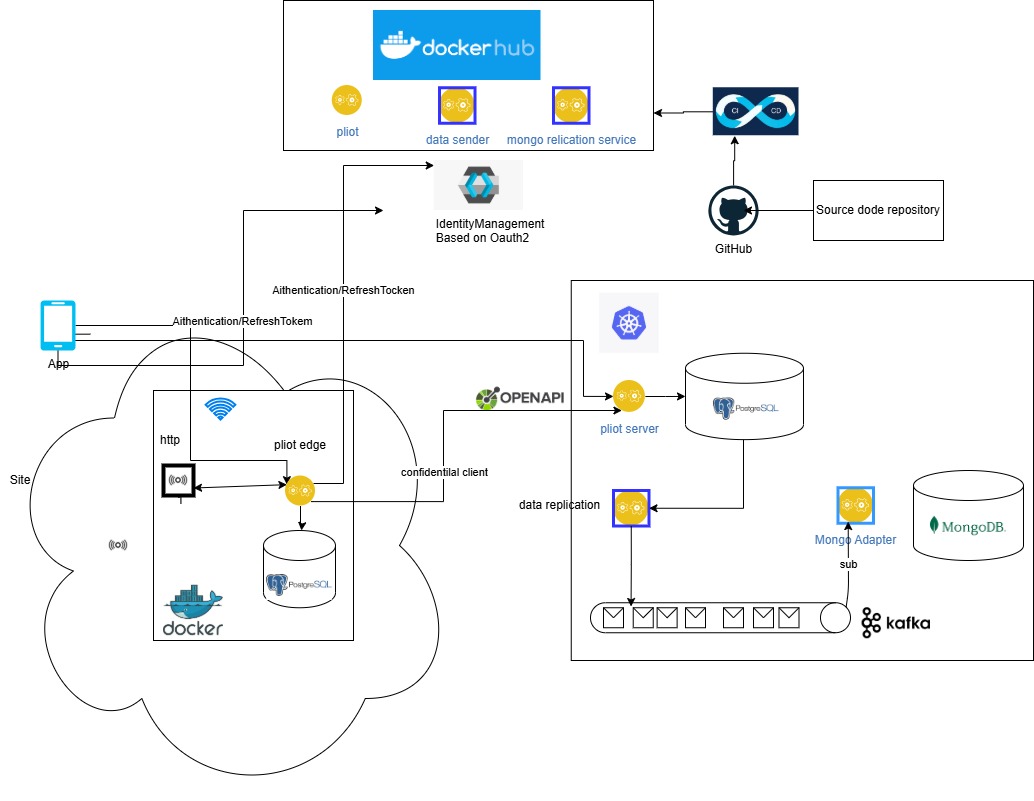 dockerhub
pliot
data sender
mongo relication service
CI
CD
IdentityManagement
Based on Oauth2
GitHub
Source dode repository
Aithentication/RefreshTocken
Aithentication/RefreshTokem
App
OPENAPI
PostgreSQL
pliot server
http
pliot edge
confidentilal client
Site
data replication
Mongo Adapter
MongoDB.
sub
PostgreSQL
docker
kafka